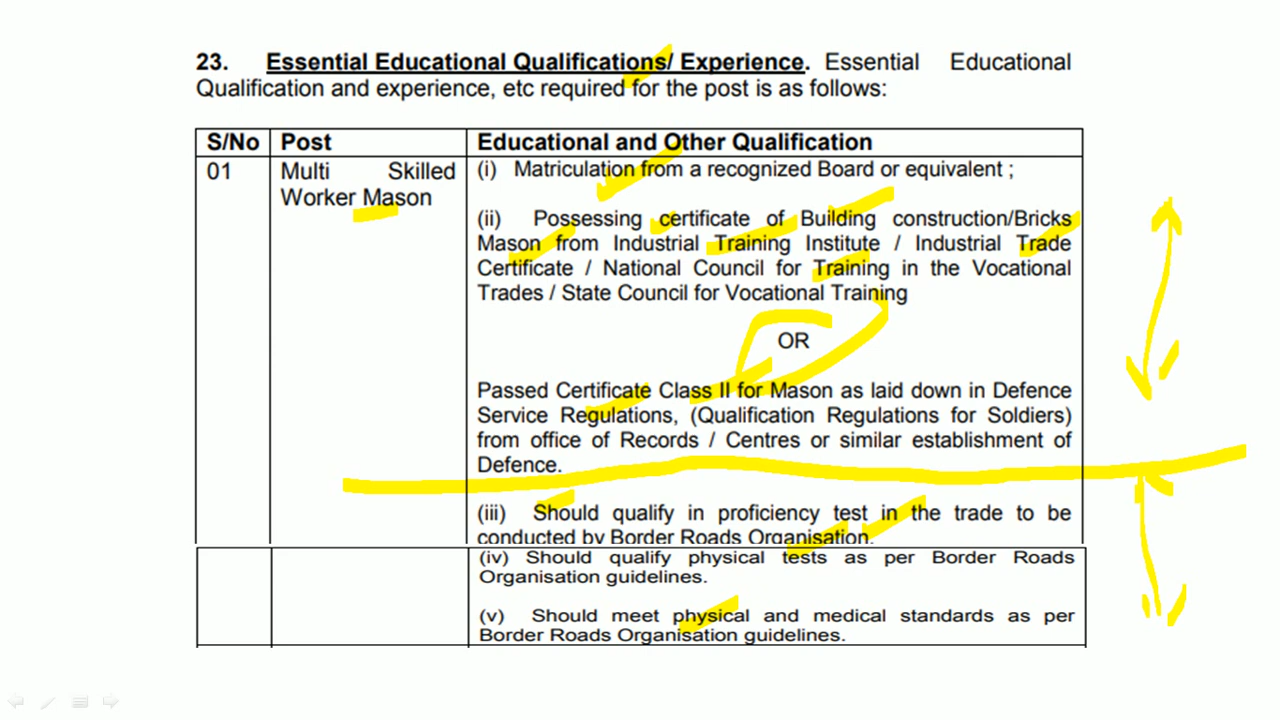 23. Essential Educational Qualifications/ Experience. Essential Educational
Qualification and experience, etc required for the post is as follows:
S/No Post Educational and Other Qualification
01 Multi Skilled (i) Matriculation from a recognized Board or equivalent ;
Worker Mason
(ii) Possessing certificate of Building construction/Bricks
Mason from Industrial Training Institute / Industrial Trade
Certificate / National Council for Training in the Vocational
Trades / State Council for Vocational Training
OR
Passed Certificate Class II for Mason as laid down in Defence
Service Regulations, (Qualification Regulations for Soldiers)
from office of Records / Centres or similar establishment of
Defence.
(iii) Should qualify in proficiency test in the trade to be
conducted by Border Roads Organisation.
(iv) Should qualify physical tests as per Border Roads
Organisation guidelines.
(v) Should meet physical and medical standards as per
Border Roads Organisation guidelines.